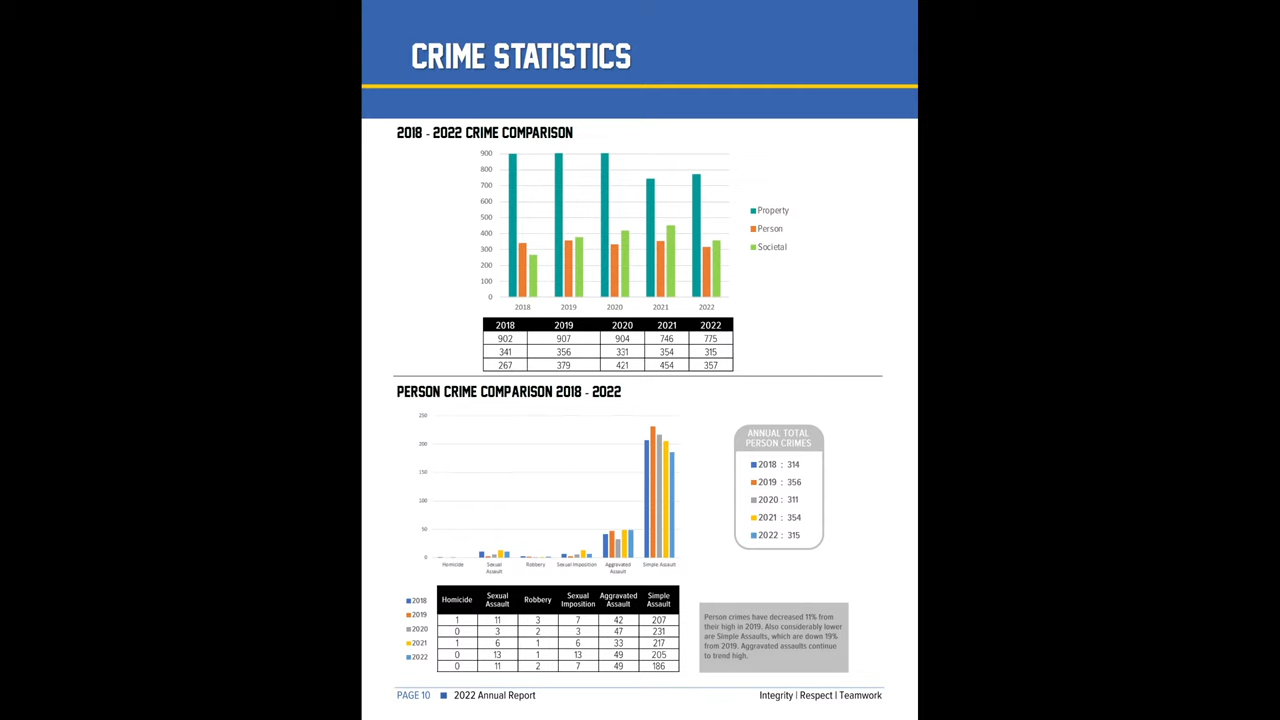 CRIME STATISTICS
2018 - 2022 CRIME COMPARISON
900
800
700
600
500
400
300
200
100
0
2018 2019 2020 2021 2022
Property
Person
Societal
2018 2019 2020 2021 2022
902 907 904 746 775
341 356 331 354 315
267 379 421 454 357
PERSON CRIME COMPARISON 2018 - 2022
250
200
150
100
50
0
Homicide Sexual Assault Robbery Sexual Imposition Aggravated Assault Simple Assault
ANNUAL TOTAL
PERSON CRIMES
2018 : 314
2019 : 356
2020 : 311
2021 : 354
2022 : 315
2018
2019
2020
2021
2022
Homicide Sexual Assault Robbery Sexual Imposition Aggravated Assault Simple Assault
1 11 3 7 42 207
0 3 2 3 47 231
1 6 1 6 33 217
0 13 1 13 49 205
0 11 2 7 49 186
Person crimes have decreased 11% from
their high in 2019. Also considerably lower
are Simple Assaults, which are down 19%
from 2019. Aggravated assaults continue
to trend high.
PAGE 10 2022 Annual Report
Integrity | Respect | Teamwork